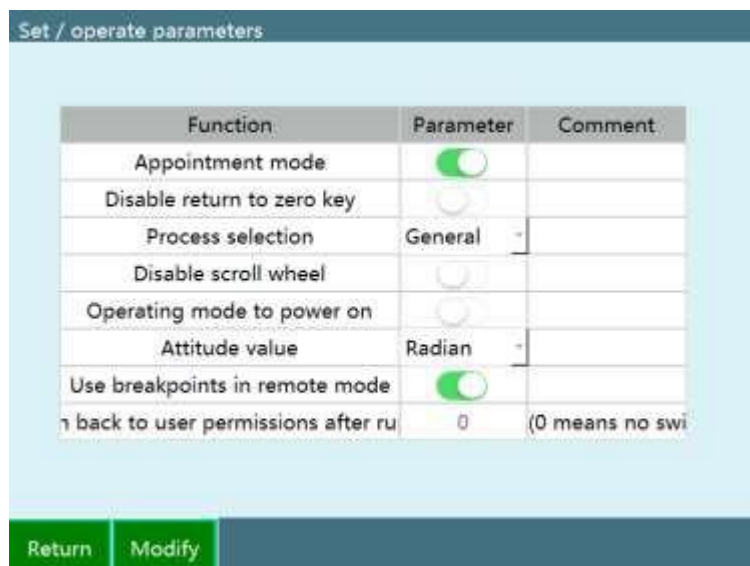 Set / operate parameters
Function Parameter Comment
Appointment mode
Disable return to zero key
Process selection General
Disable scroll wheel
Operating mode to power on
Attitude value Radian
Use breakpoints in remote mode
back to user permissions after ru 0 (0 means no swi
Return Modify